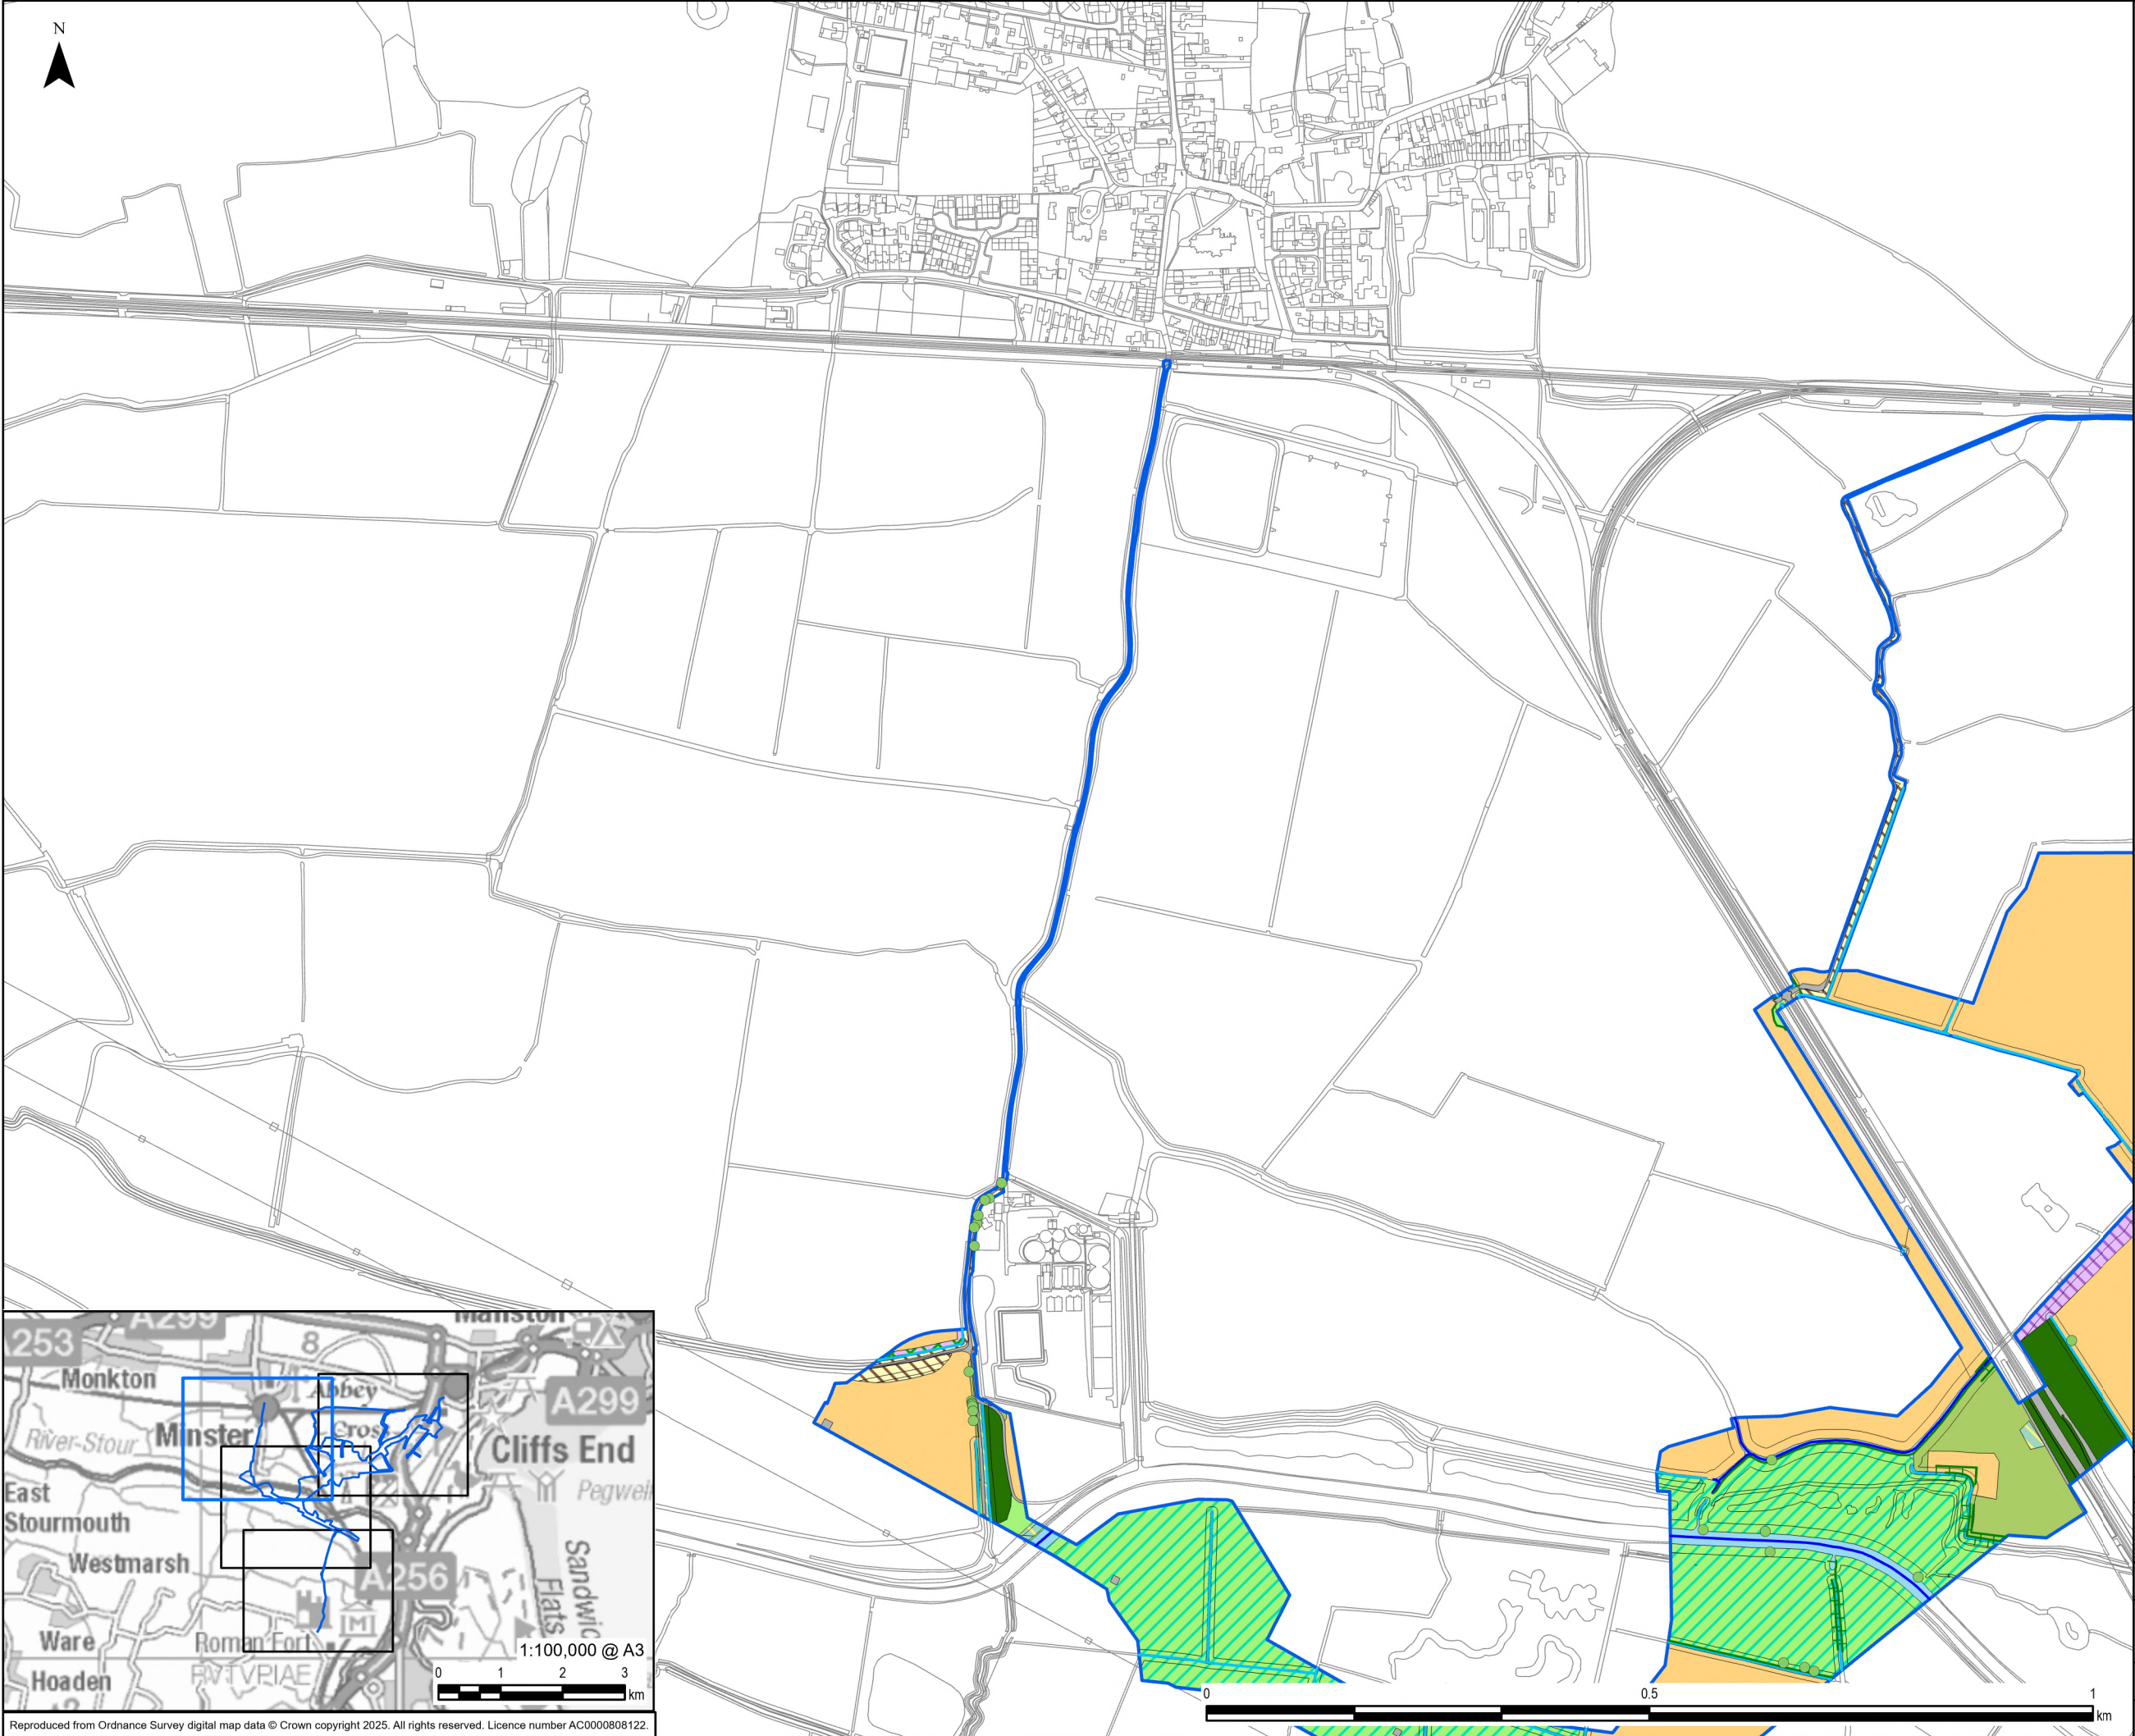 N
Manston
A299
A253
8
Monkton
Abbey
A299
Cross
Minster
River-Stour
Cliffs End
Pegwell
East
Stourmouth
Westmarsh
A256
Sandwic
Flats
Ware
Roman Fort
Hoaden
1:100,000 @ A3
0 1 2 3
km
0 0.5 1
km
Reproduced from Ordnance Survey digital map data © Crown copyright 2025. All rights reserved. Licence number AC0000808122.